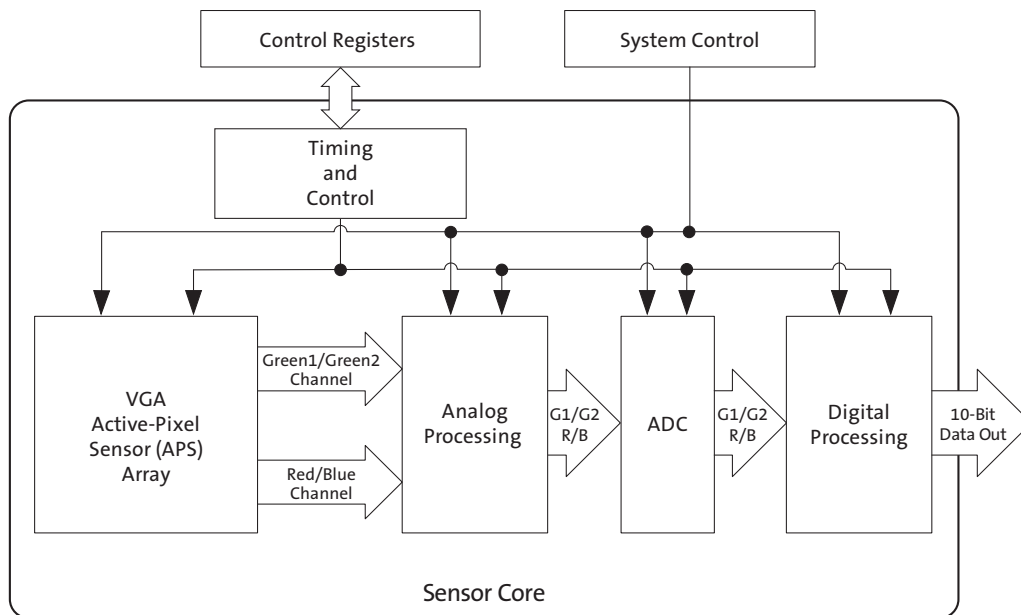 Control Registers
System Control
Timing
and
Control
VGA
Active-Pixel
Sensor (APS)
Array
Green1/Green2
Channel
Red/Blue
Channel
Analog
Processing
G1/G2
R/B
ADC
G1/G2
R/B
Digital
Processing
10-Bit
Data Out
Sensor Core